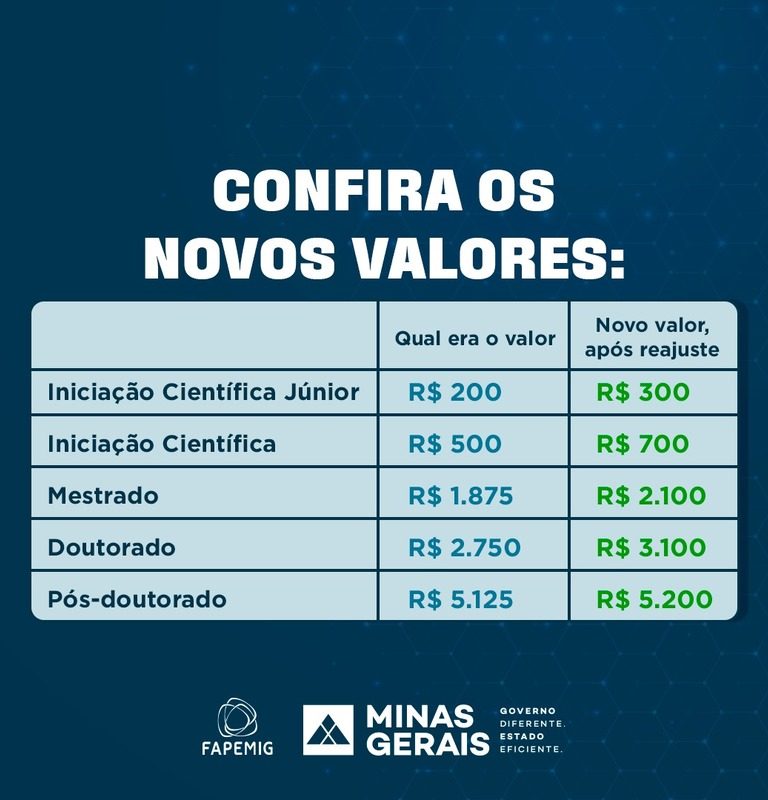 CONFIRA OS
NOVOS VALORES:
Qual era o valor
Novo valor,
após reajuste
Iniciação Científica Júnior R$ 200 R$ 300
Iniciação Científica R$ 500 R$ 700
Mestrado R$ 1.875 R$ 2.100
Doutorado R$ 2.750 R$ 3.100
Pós-doutorado R$ 5.125 R$ 5.200
FAPEMIG
MINAS
GERAIS
GOVERNO
DIFERENTE.
ESTADO
EFICIENTE.